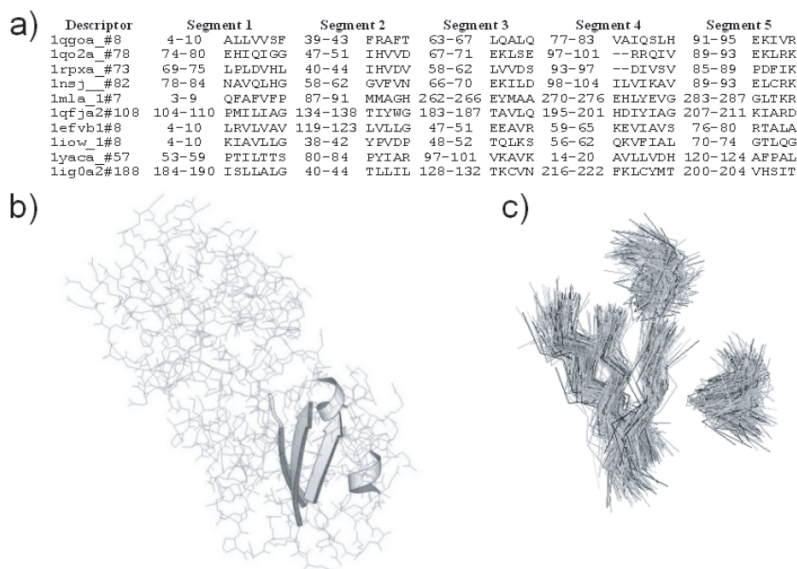 a)
Descriptor Segment 1 Segment 2 Segment 3 Segment 4 Segment 5
1qgoa_#8 4-10 ALLVVSF 39-43 FRAFT 63-67 LQALQ 77-83 VAIQSLH 91-95 EKIVR
1qo2a_#78 74-80 EHIQIGG 47-51 IHVVD 67-71 EKLSE 97-101 --RRQIV 89-93 EKLRK
1rpxa_#73 69-75 LPLDVHL 40-44 IHVDV 58-62 LVVDS 93-97 --DIVSV 85-89 PDFIK
1nsj__#82 78-84 NAVQLHG 58-62 GVFVN 66-70 EKILD 98-104 ILVIKAV 89-93 ELCRK
1mla_1#7 3-9 QFAFVFP 87-91 MMAGH 262-266 EYMAA 270-276 EHLYEVG 283-287 GLTKR
1qfja2#108 104-110 PMILIAG 134-138 TIYWG 183-187 TAVLQ 195-201 HDIYIAG 207-211 KIARD
1efvb1#8 4-10 LRVLVAV 119-123 LVLLG 47-51 EEAVR 59-65 KEVIAVS 76-80 RTALA
1iow_1#8 4-10 KIAVLLG 38-42 YPVDP 48-52 TQLKS 56-62 QKVFIAL 70-74 GTLQG
1yaca_#57 53-59 PTILTTS 80-84 PYIAR 97-101 VKAVK 14-20 AVLLVDH 120-124 AFPAL
1ig0a2#188 184-190 ISLLALG 40-44 TLLIL 128-132 TKCVN 216-222 FKLCYMT 200-204 VHSIT
b) c)